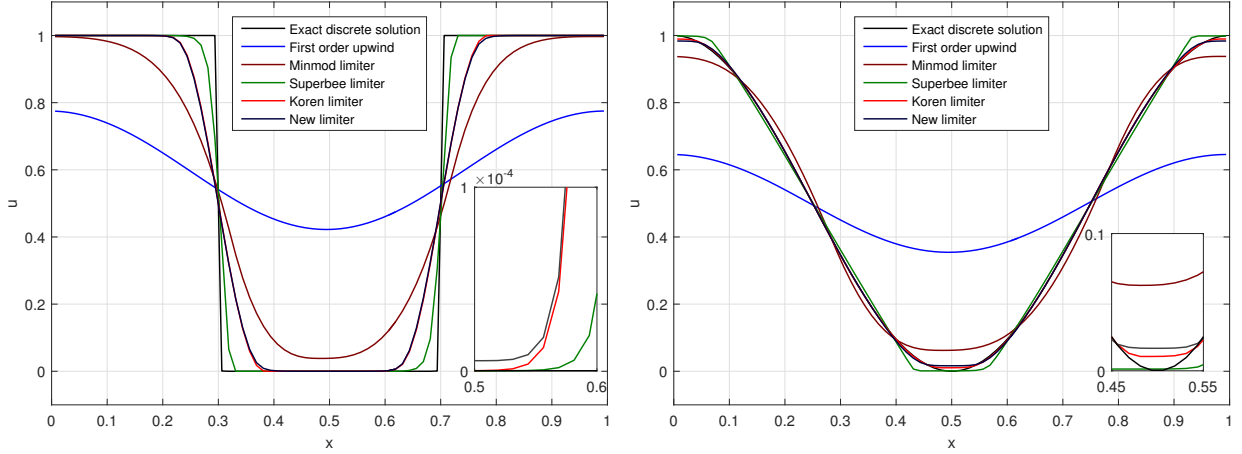 Exact discrete solution
First order upwind
Minmod limiter
Superbee limiter
Koren limiter
New limiter
1
0.8
0.6
0.4
0.2
0
u
1 ×10-4
0
0.5 0.6
0 0.1 0.2 0.3 0.4 0.5 0.6 0.7 0.8 0.9 1
x
Exact discrete solution
First order upwind
Minmod limiter
Superbee limiter
Koren limiter
New limiter
1
0.8
0.6
0.4
0.2
0
u
0.1
0
0.45 0.55
0 0.1 0.2 0.3 0.4 0.5 0.6 0.7 0.8 0.9 1
x